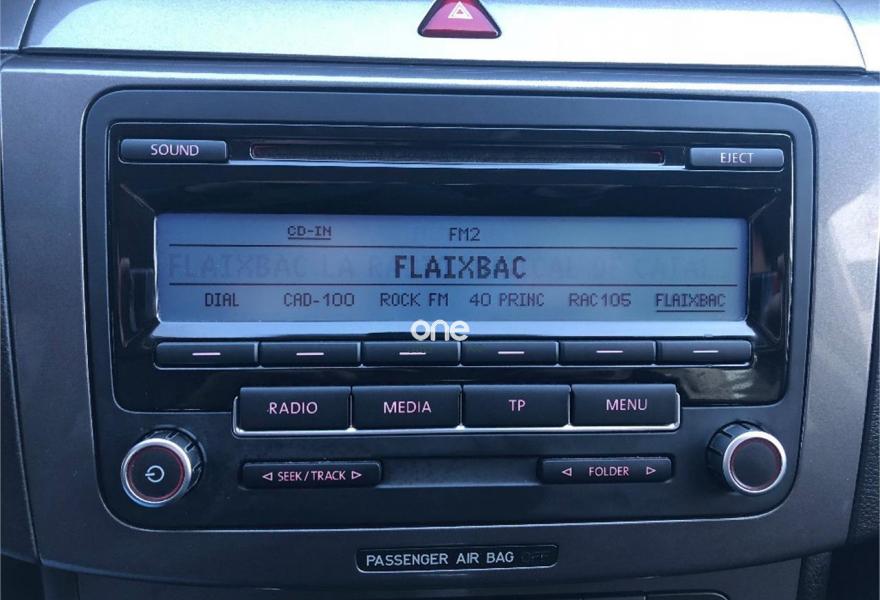 SOUND EJECT
CD-IN FM2
FLAIXBAC
DIAL CAD-100 ROCK FM 40 PRINC RAC105 FLAIXBAC
one
RADIO MEDIA TP MENU
SEEK/TRACK FOLDER
PASSENGER AIR BAG OFF